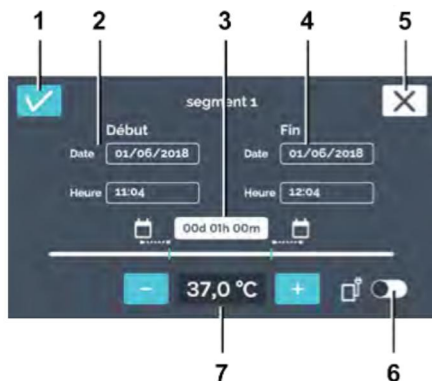 1 2 3 4 5
segment 1
Début Fin
Date 01/06/2018 Date 01/06/2018
Heure 11:04 Heure 12:04
00d 01h 00m
− 37,0 °C +
7 6